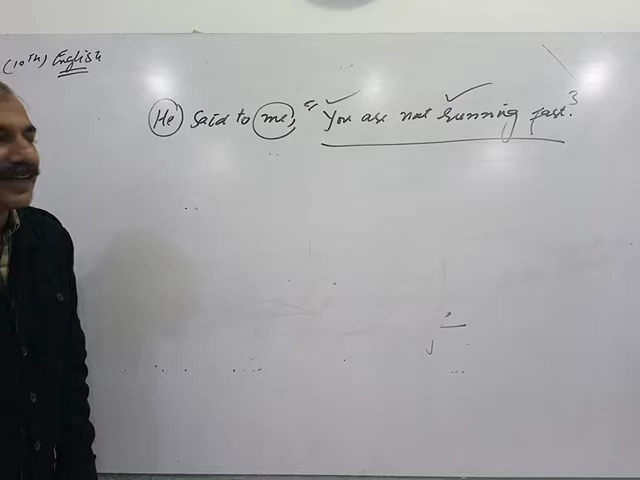 (10TH) English
He said to me, "You are not running fast."